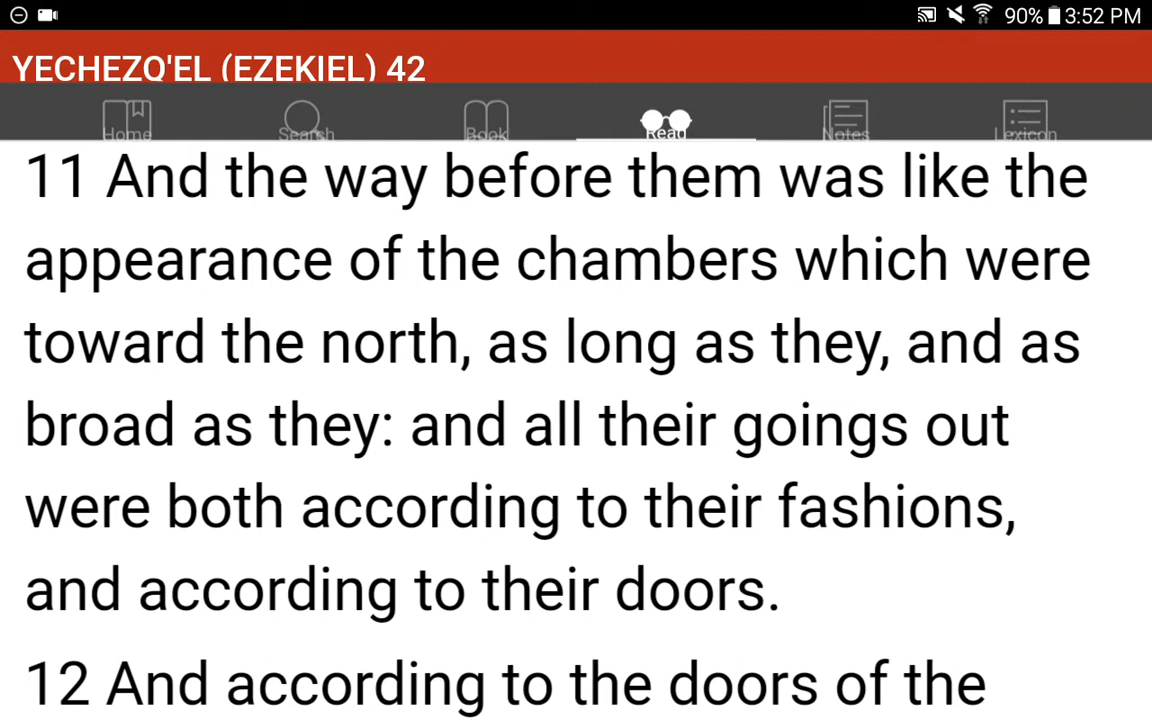 90% 3:52 PM
YECHEZQ'EL (EZEKIEL) 42
Home Search Book Read Notes Lexicon
11 And the way before them was like the
appearance of the chambers which were
toward the north, as long as they, and as
broad as they: and all their goings out
were both according to their fashions,
and according to their doors.
12 And according to the doors of the